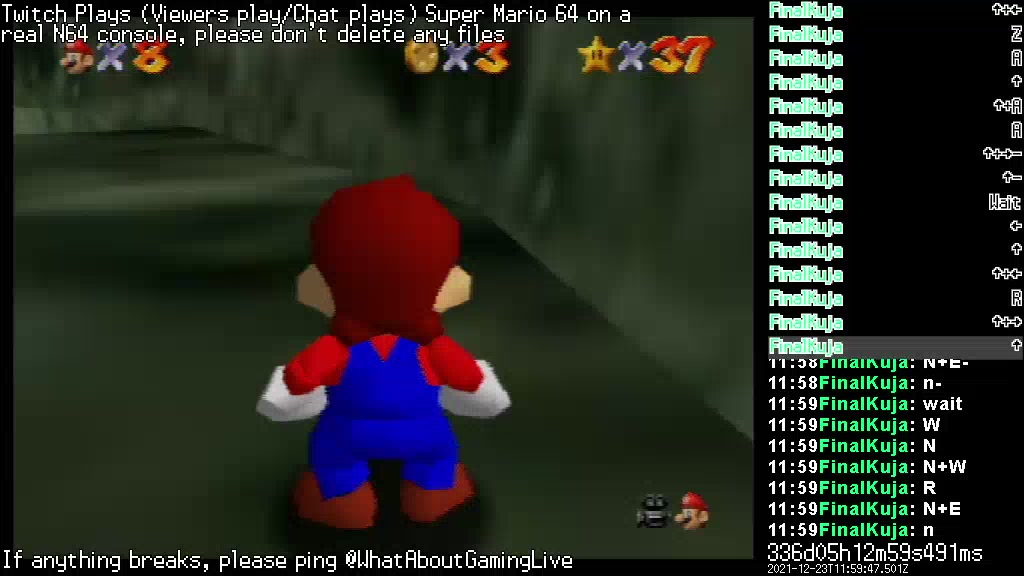 Twitch Plays (Viewers play/Chat plays) Super Mario 64 on a
real N64 console, please don't delete any files
x 8
x 3
x 37
FinalKuja
FinalKuja Z
FinalKuja A
FinalKuja ↑
FinalKuja ↑+A
FinalKuja A
FinalKuja
FinalKuja ↑-
FinalKuja Wait
FinalKuja ←
FinalKuja ↑
FinalKuja
FinalKuja R
FinalKuja
FinalKuja ↑
11:58FinalKuja: N+E-
11:58FinalKuja: n-
11:59FinalKuja: wait
11:59FinalKuja: W
11:59FinalKuja: N
11:59FinalKuja: N+W
11:59FinalKuja: R
11:59FinalKuja: N+E
11:59FinalKuja: n
336d05h12m59s491ms
2021-12-23T11:59:47.501Z
If anything breaks, please ping @WhatAboutGamingLive